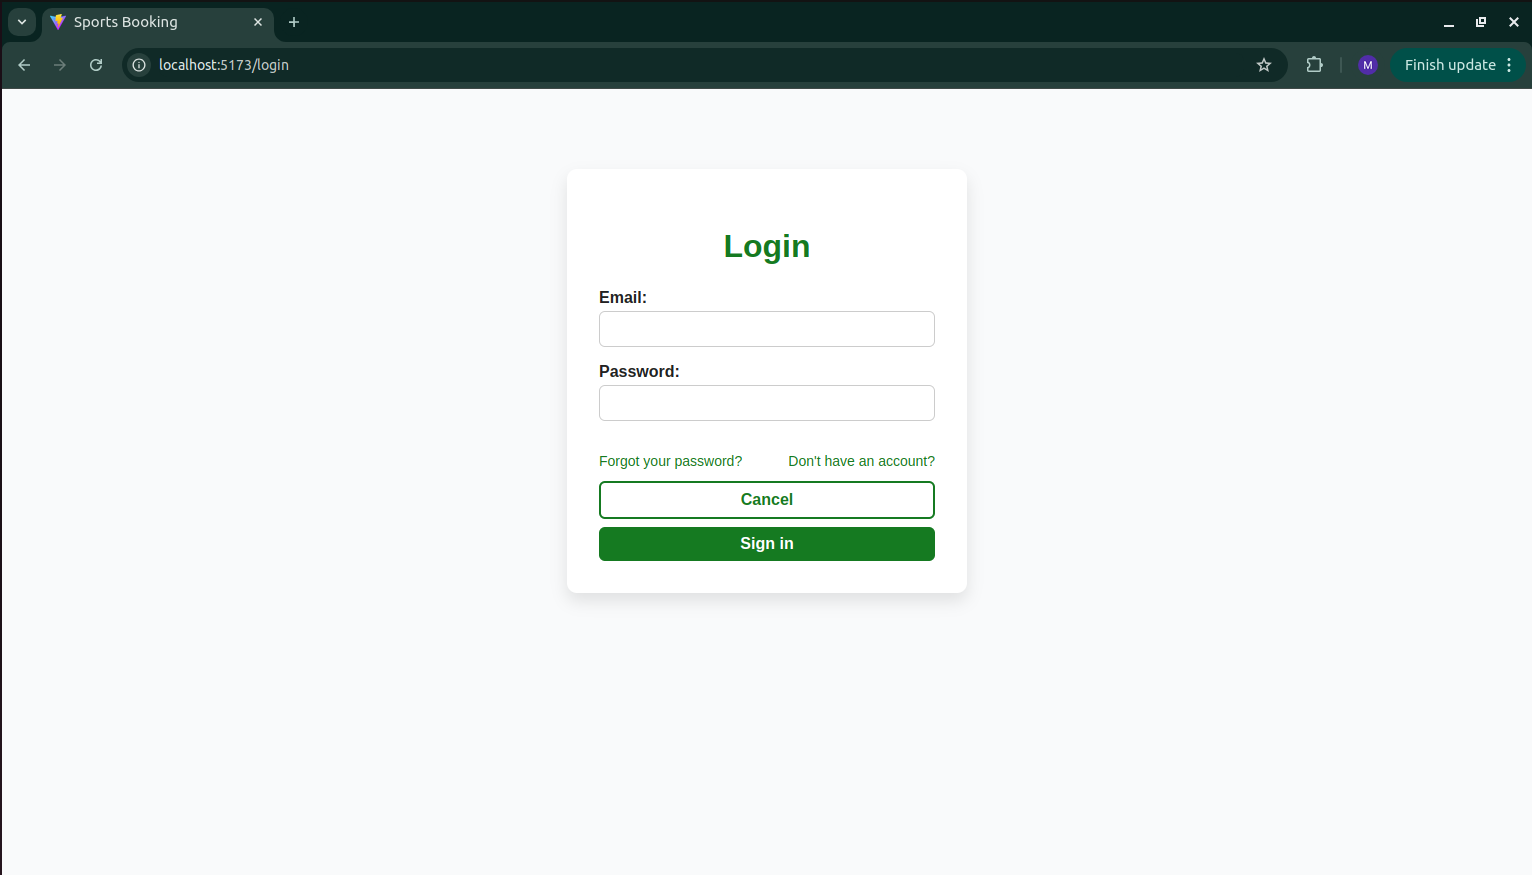 Sports Booking
localhost:5173/login
M
Finish update
Login
Email:
Password:
Forgot your password? Don't have an account?
Cancel
Sign in